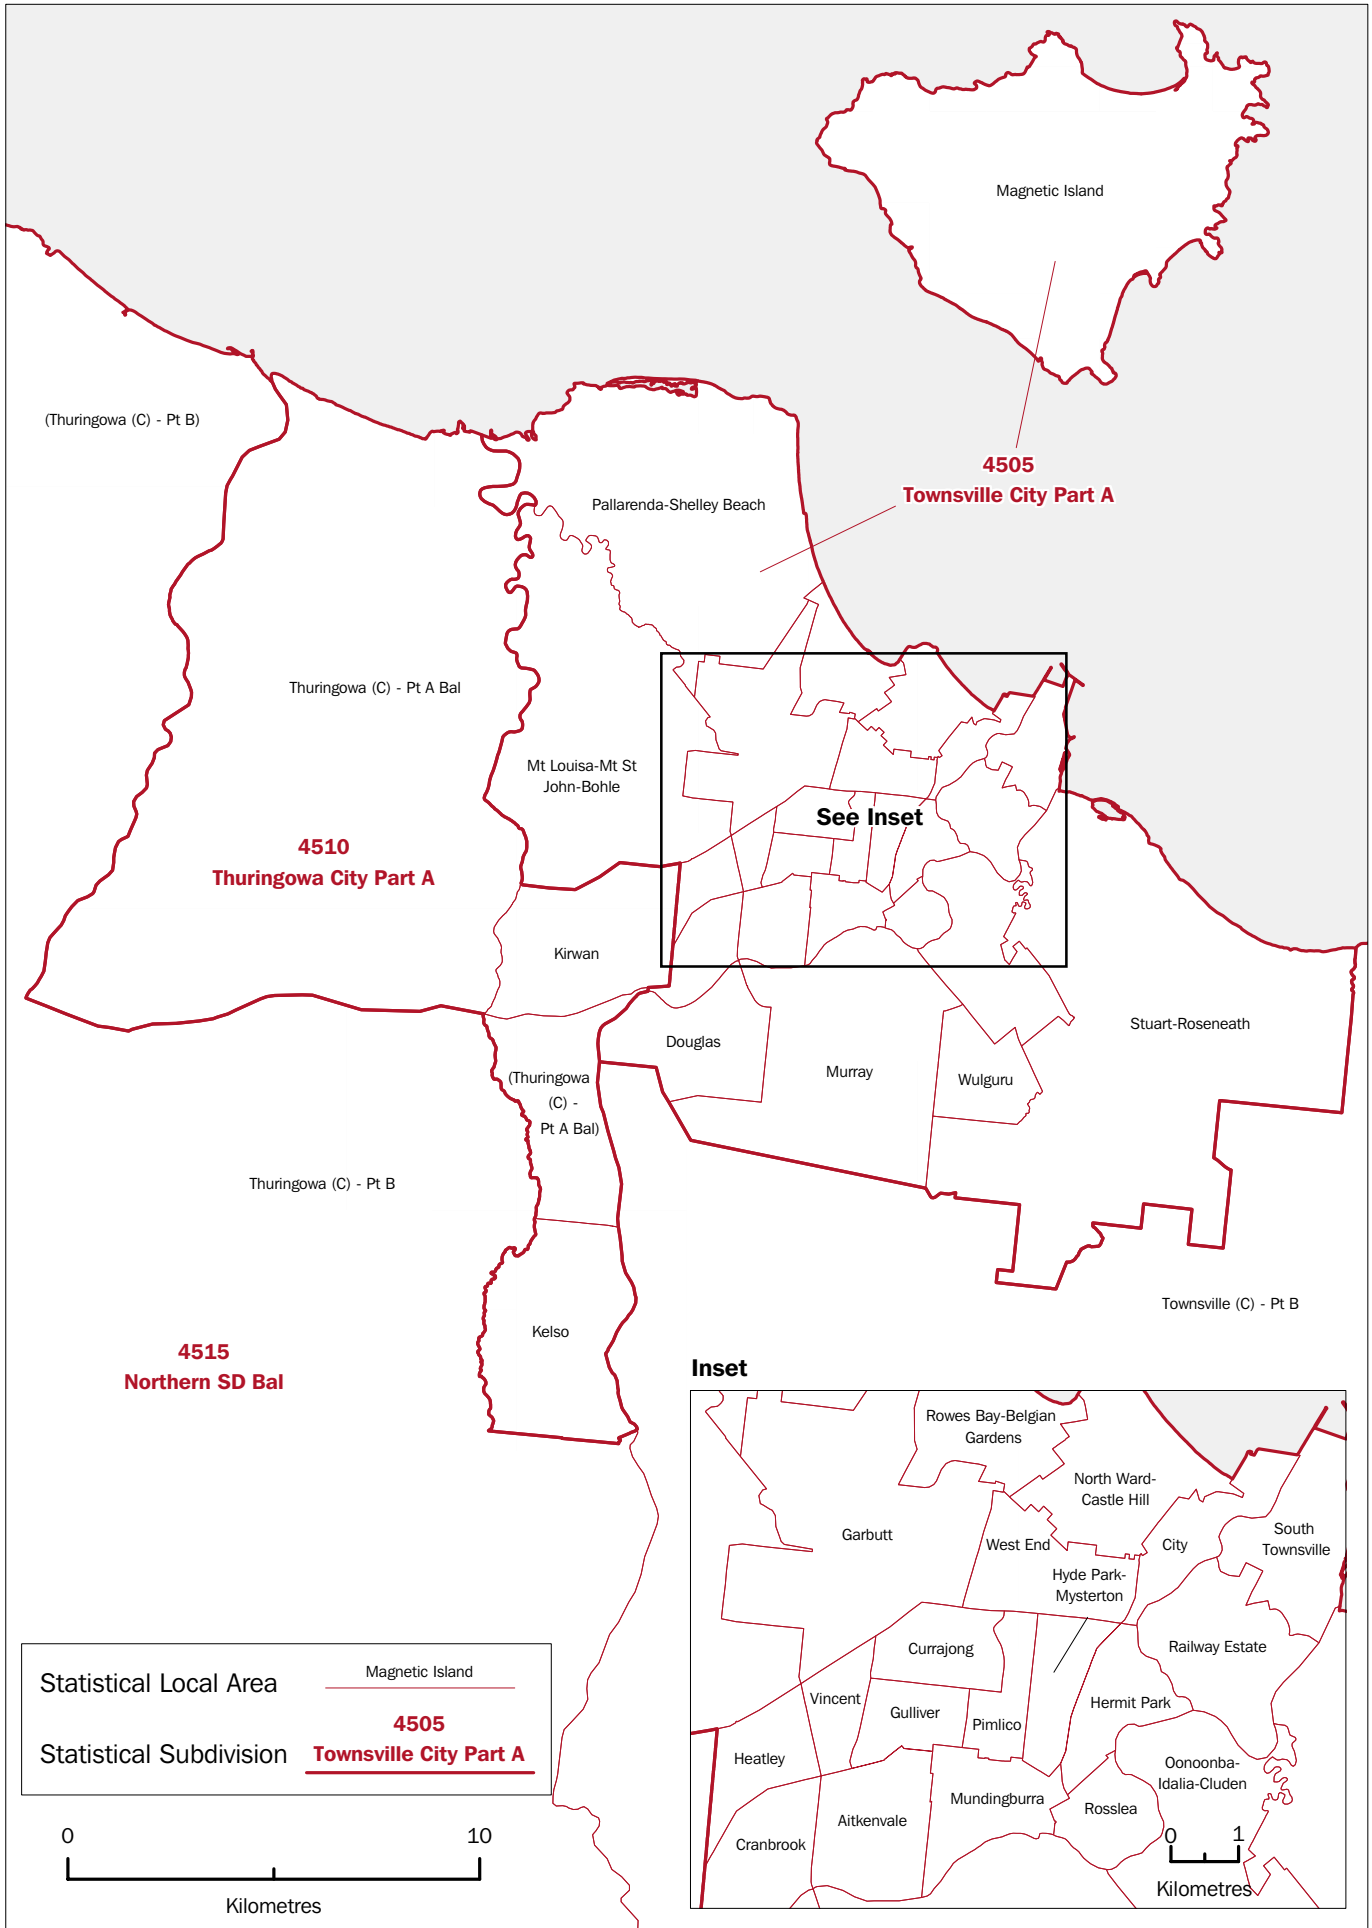 Magnetic Island
(Thuringowa (C) - Pt B)
4505
Townsville City Part A
Pallarenda-Shelley Beach
Thuringowa (C) - Pt A Bal
Mt Louisa-Mt St
John-Bohle
See Inset
4510
Thuringowa City Part A
Kirwan
Stuart-Roseneath
Douglas
Murray
Wulguru
(Thuringowa
(C) -
Pt A Bal)
Thuringowa (C) - Pt B
Townsville (C) - Pt B
Kelso
4515
Northern SD Bal
Inset
Rowes Bay-Belgian
Gardens
North Ward-
Castle Hill
Garbutt
West End
City
South
Townsville
Hyde Park-
Mysterton
Currajong
Railway Estate
Vincent
Gulliver
Pimlico
Hermit Park
Heatley
Oonoonba-
Idalia-Cluden
Mundingburra
Rosslea
Aitkenvale
Cranbrook
0 1
Kilometres
Statistical Local Area
Magnetic Island
Statistical Subdivision
4505
Townsville City Part A
0 10
Kilometres